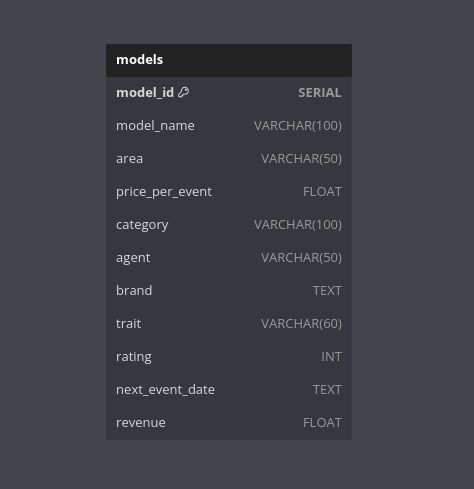 models
model_id SERIAL
model_name VARCHAR(100)
area VARCHAR(50)
price_per_event FLOAT
category VARCHAR(100)
agent VARCHAR(50)
brand TEXT
trait VARCHAR(60)
rating INT
next_event_date TEXT
revenue FLOAT